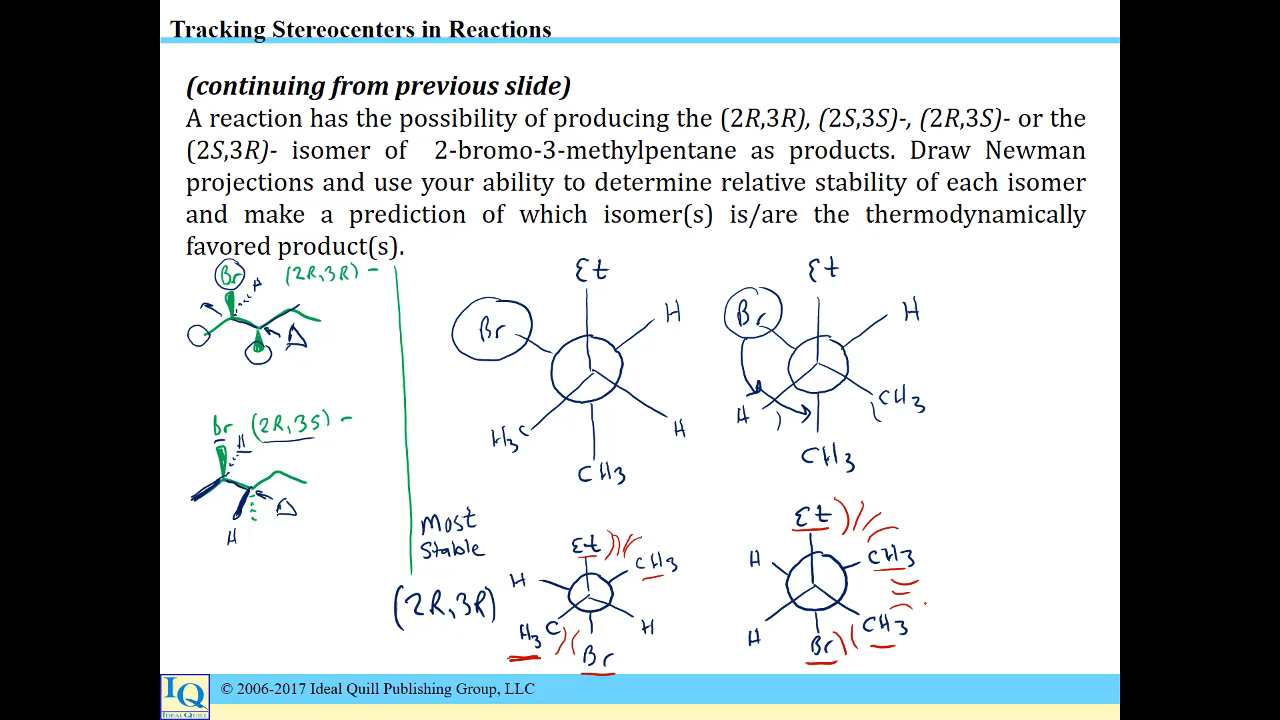 Tracking Stereocenters in Reactions
(continuing from previous slide)
A reaction has the possibility of producing the (2R,3R), (2S,3S)-, (2R,3S)- or the
(2S,3R)- isomer of 2-bromo-3-methylpentane as products. Draw Newman
projections and use your ability to determine relative stability of each isomer
and make a prediction of which isomer(s) is/are the thermodynamically
favored product(s).
Br (2R,3R) -
H
Et
Br
H
H3C
H
CH3
Et
Br
H
H
CH3
CH3
Br (2R,3S) -
H
H
Most
Stable
(2R,3R)
Et
H
CH3
H3C
H
Br
Et
H
CH3
H
CH3
Br
IQ
IDEAL QUILL
© 2006-2017 Ideal Quill Publishing Group, LLC